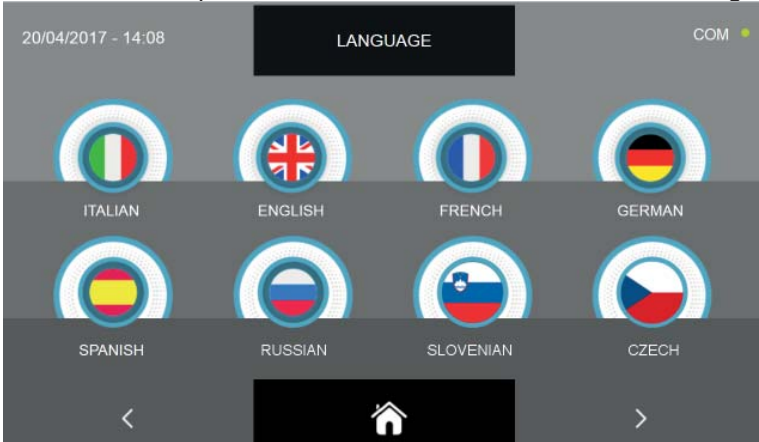 20/04/2017 - 14:08 LANGUAGE COM
ITALIAN ENGLISH FRENCH GERMAN
SPANISH RUSSIAN SLOVENIAN CZECH